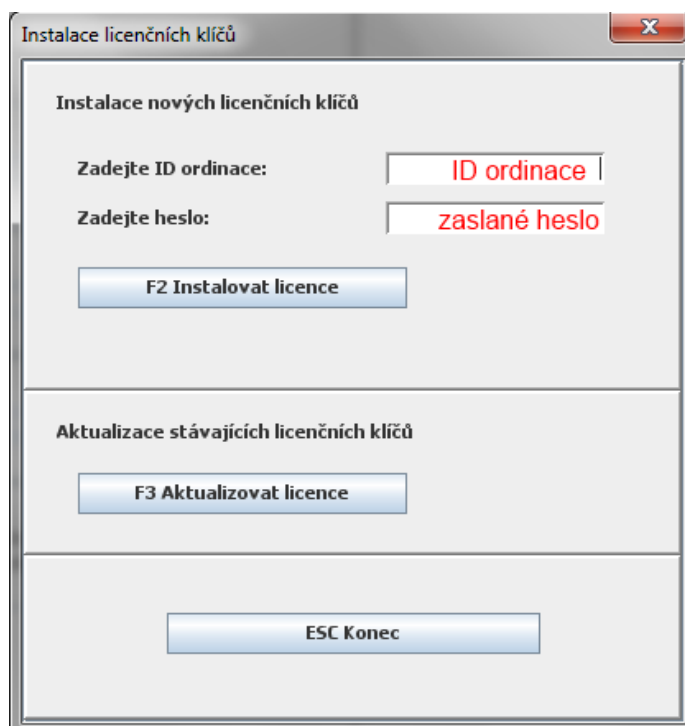 Instalace licenčních klíčů
Instalace nových licenčních klíčů
Zadejte ID ordinace: ID ordinace
Zadejte heslo: zaslané heslo
F2 Instalovat licence
Aktualizace stávajících licenčních klíčů
F3 Aktualizovat licence
ESC Konec